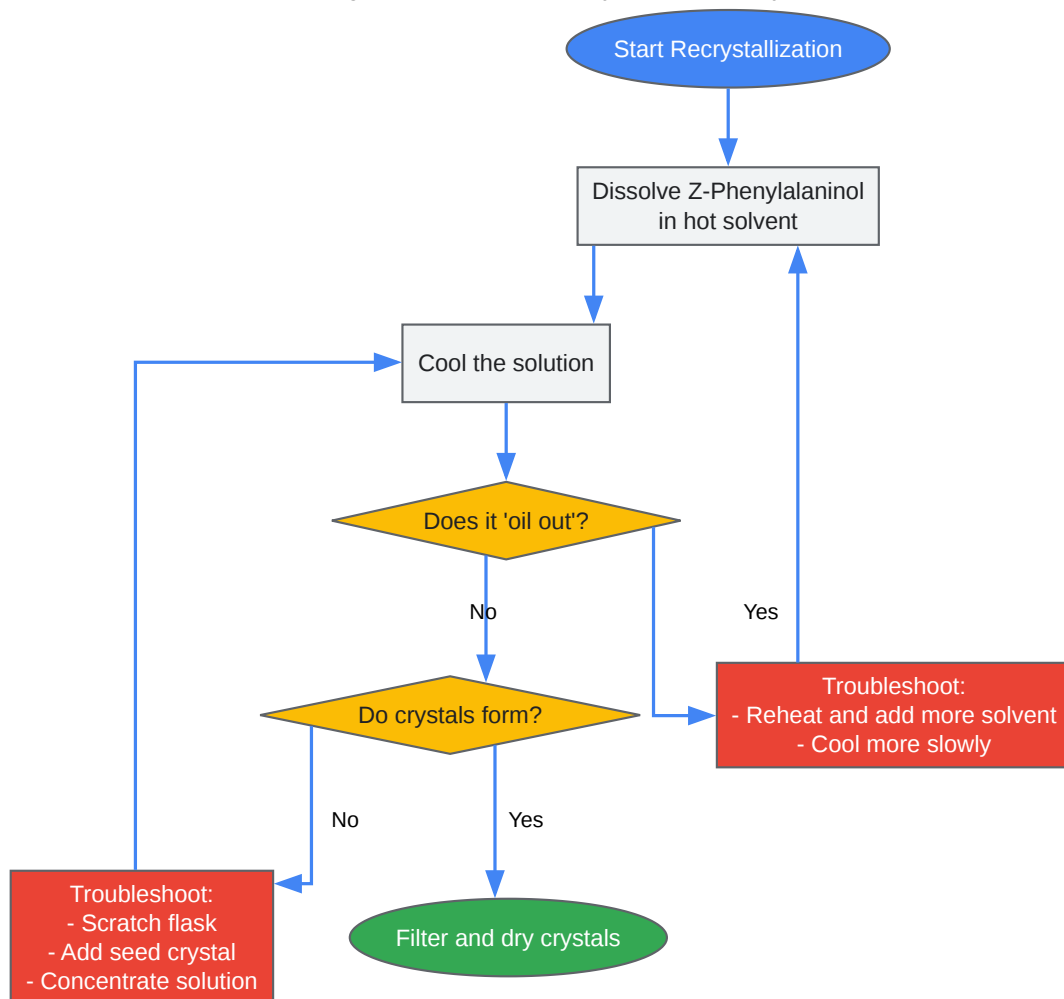 Start Recrystallization
Dissolve Z-Phenylalaninol
in hot solvent
Cool the solution
Does it 'oil out'?
No
Yes
Troubleshoot:
- Reheat and add more solvent
- Cool more slowly
Do crystals form?
No
Yes
Troubleshoot:
- Scratch flask
- Add seed crystal
- Concentrate solution
Filter and dry crystals